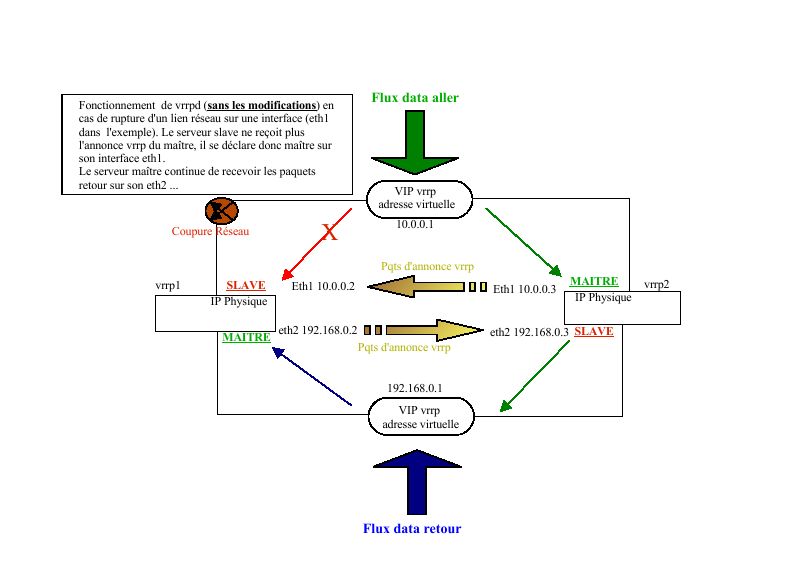 Flux data aller
Fonctionnement de vrrpd (sans les modifications) en
cas de rupture d'un lien réseau sur une interface (eth1
dans l'exemple). Le serveur slave ne reçoit plus
l'annonce vrrp du maître, il se déclare donc maître sur
son interface eth1.
Le serveur maître continue de recevoir les paquets
retour sur son eth2 ...
VIP vrrp
adresse virtuelle
10.0.0.1
Coupure Réseau
X
Pqts d'annonce vrrp
vrrp1
SLAVE
Eth1 10.0.0.2
Eth1 10.0.0.3
MAITRE
vrrp2
IP Physique
IP Physique
eth2 192.168.0.2
eth2 192.168.0.3
SLAVE
MAITRE
Pqts d'annonce vrrp
192.168.0.1
VIP vrrp
adresse virtuelle
Flux data retour